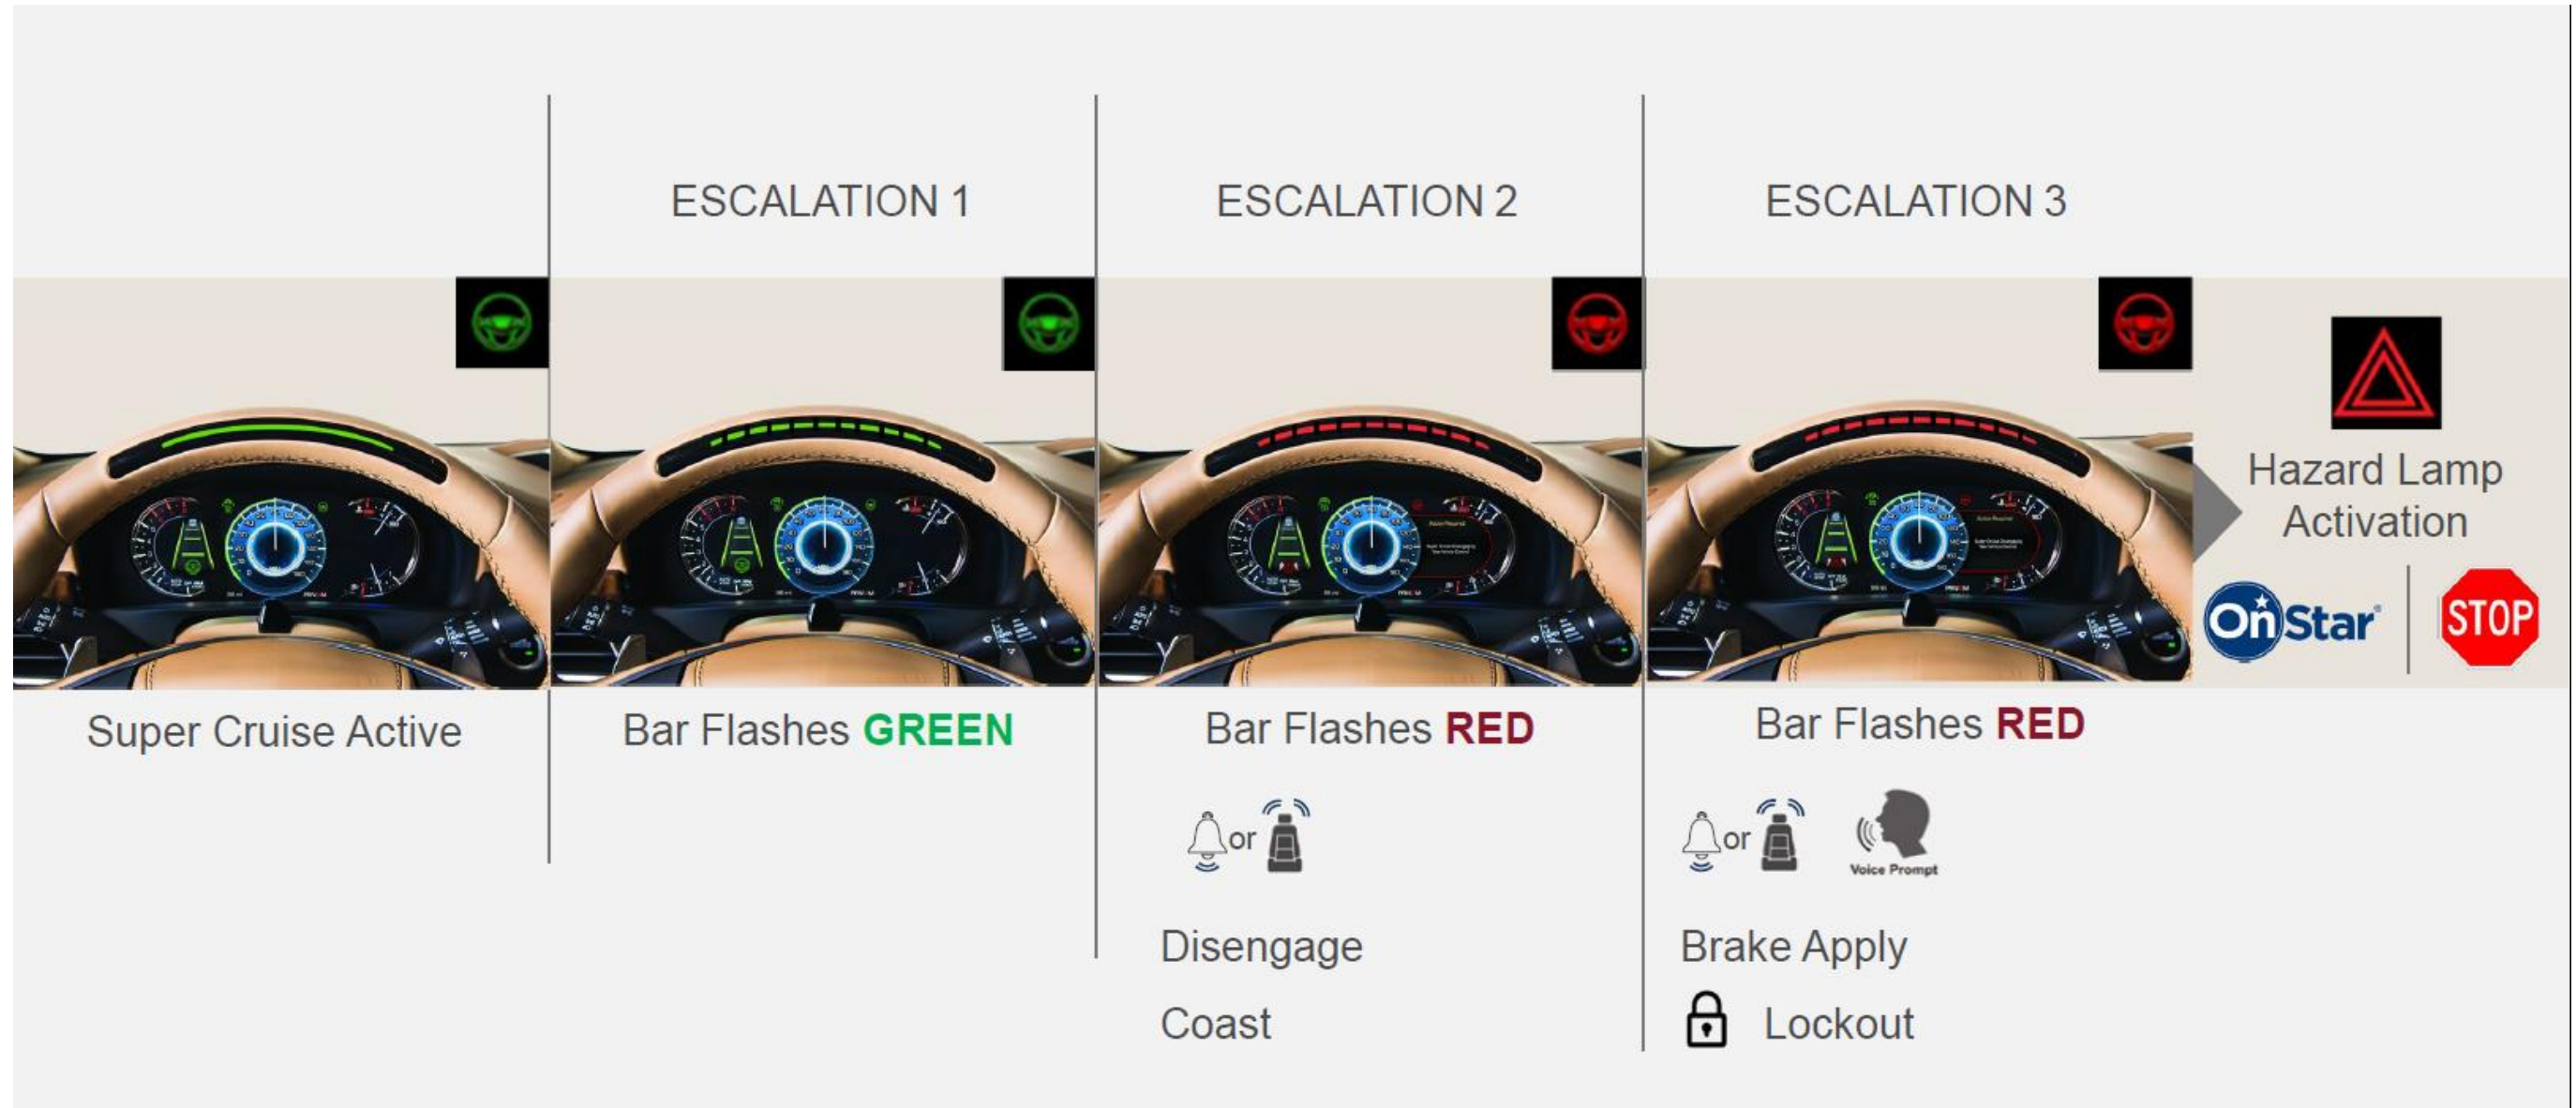 ESCALATION 1
ESCALATION 2
ESCALATION 3
Hazard Lamp
Activation
OnStar®
STOP
Super Cruise Active
Bar Flashes GREEN
Bar Flashes RED
Bar Flashes RED
or
or
Voice Prompt
Disengage
Brake Apply
Coast
Lockout